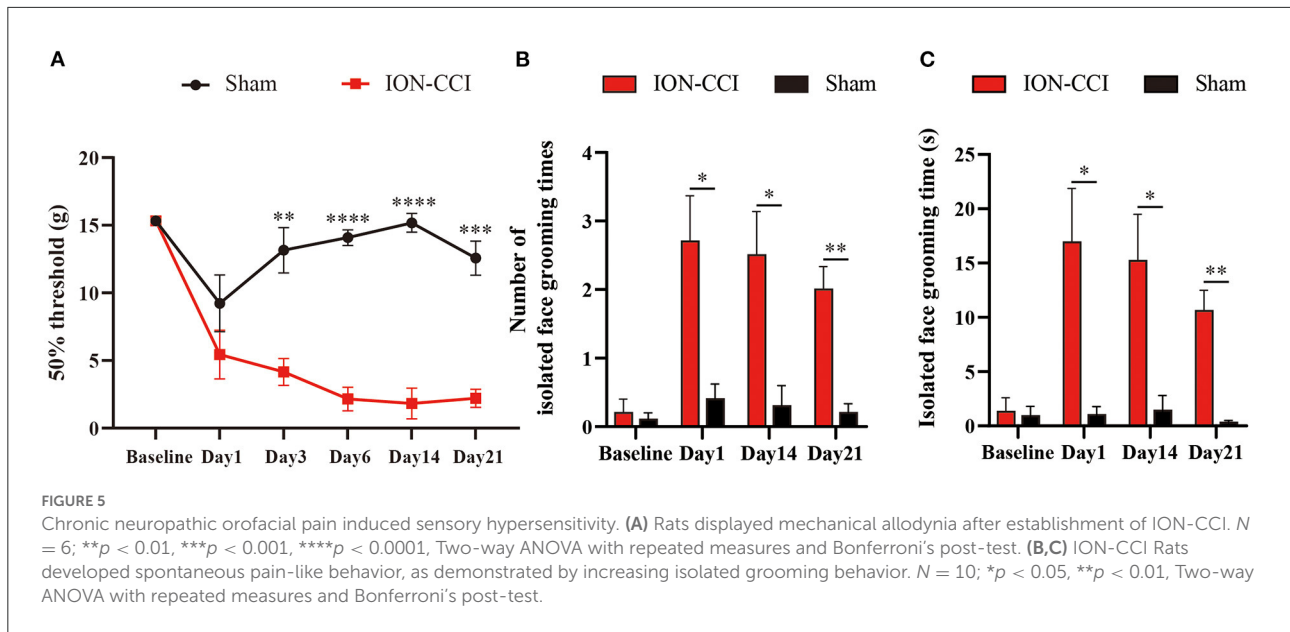 A
Sham
ION-CCI
50% threshold (g)
20
15
10
5
0
**
****
****
***
Baseline Day1 Day3 Day6 Day14 Day21
B
ION-CCI
Sham
Number of
isolated face grooming times
4
3
2
1
0
*
*
**
Baseline Day1 Day14 Day21
C
ION-CCI
Sham
Isolated face grooming time (s)
25
20
15
10
5
0
*
*
**
Baseline Day1 Day14 Day21
FIGURE 5
Chronic neuropathic orofacial pain induced sensory hypersensitivity. (A) Rats displayed mechanical allodynia after establishment of ION-CCI. N
= 6; **p < 0.01, ***p < 0.001, ****p < 0.0001, Two-way ANOVA with repeated measures and Bonferroni’s post-test. (B,C) ION-CCI Rats
developed spontaneous pain-like behavior, as demonstrated by increasing isolated grooming behavior. N = 10; *p < 0.05, **p < 0.01, Two-way
ANOVA with repeated measures and Bonferroni’s post-test.